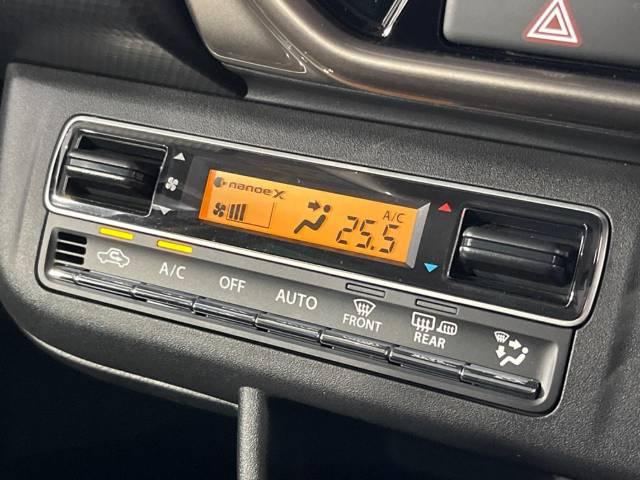 nanoeX
A/C
25.5
A/C
OFF
AUTO
FRONT
REAR